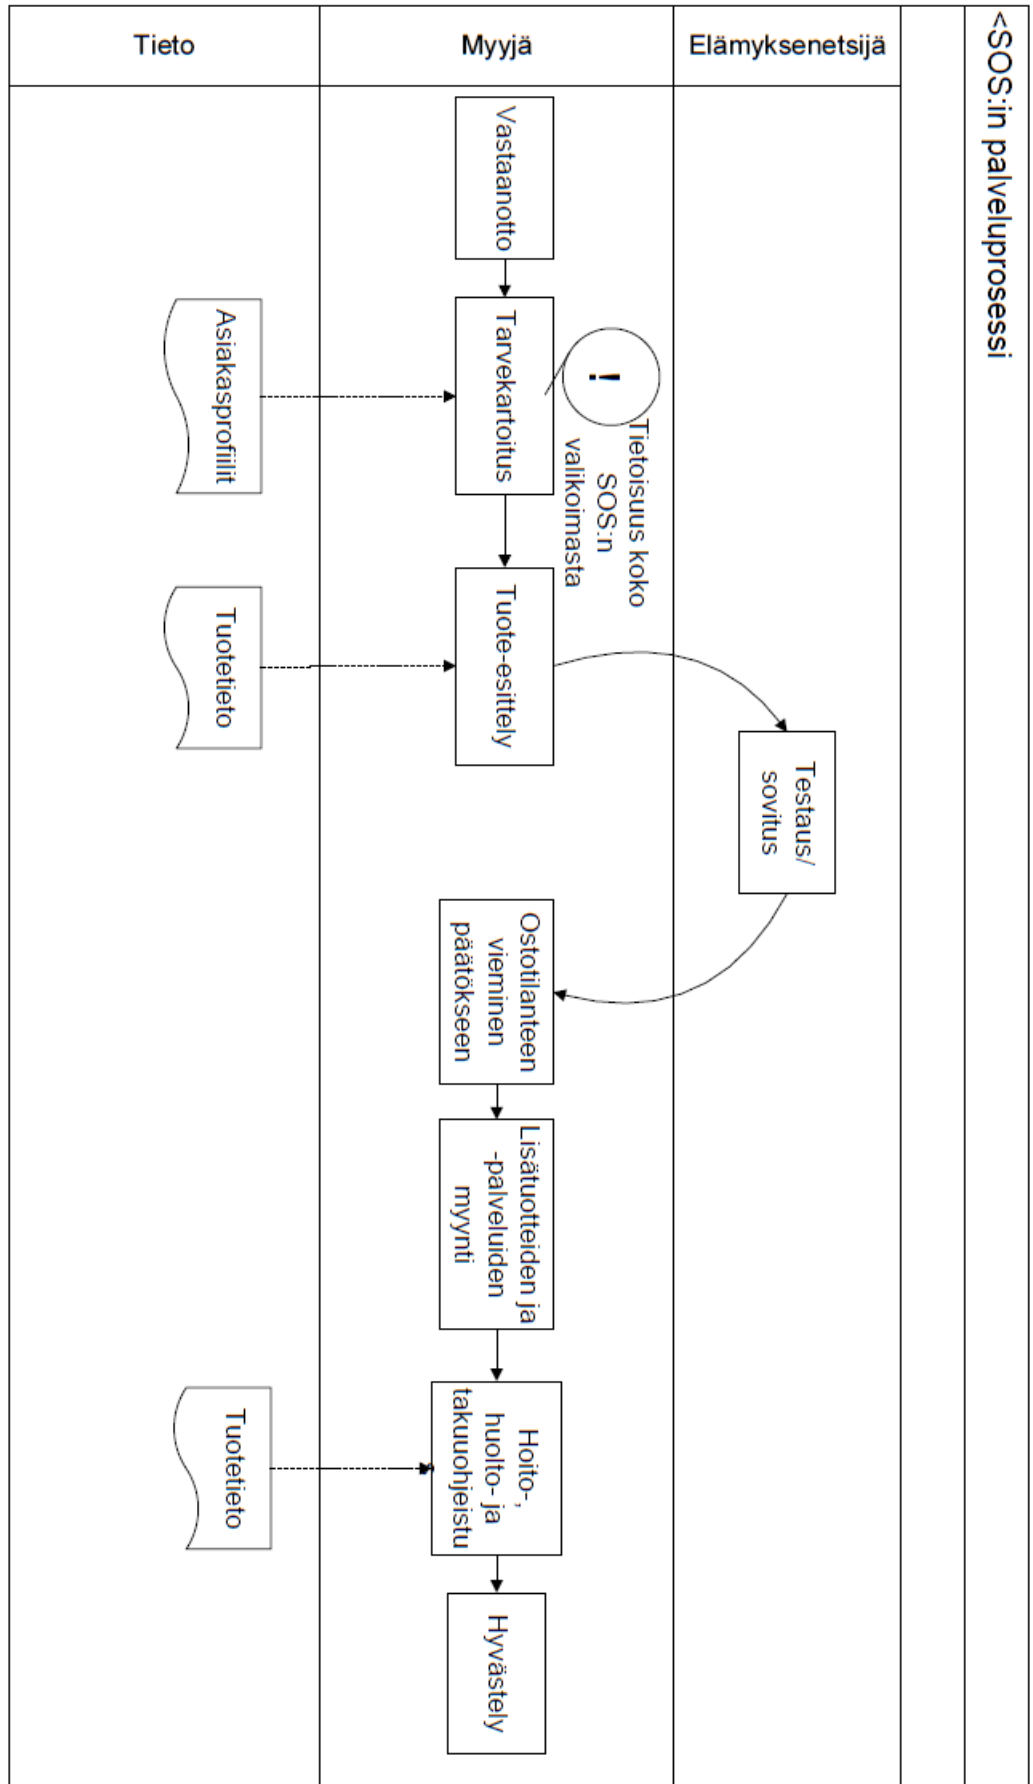 <SOS:in palveluprosessi
Elämyksenetsijä
Myyjä
Tieto
Testaus/
sovitus
Vastaanotto
Tarvekartoitus
!
Tietoisuus koko
SOS:n
valikoimasta
Tuote-esittely
Ostotilanteen
vieminen
päätökseen
Lisätuotteiden ja
-palveluiden
myynti
Hoito-,
huolto- ja
takuuohjeistu
Hyvästely
Asiakasprofiilit
Tuotetieto
Tuotetieto